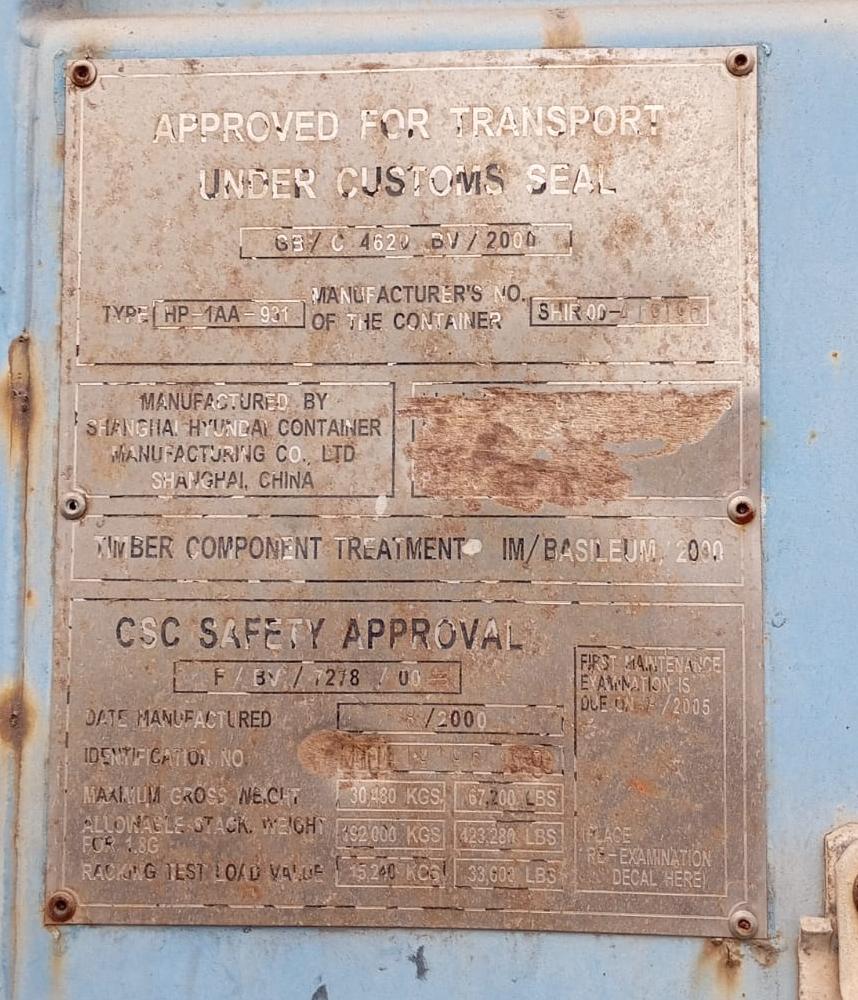 APPROVED FOR TRANSPORT
UNDER CUSTOMS SEAL
GB / C 4620 BV / 2000
TYPE HP-1AA-931 MANUFACTURER'S NO. OF THE CONTAINER SHIR 00-
MANUFACTURED BY
SHANGHAI HYUNDAI CONTAINER
MANUFACTURING CO., LTD
SHANGHAI, CHINA
TIMBER COMPONENT TREATMENT IM/BASILEUM/2000
CSC SAFETY APPROVAL
F / BV / 7278 / 00
DATE MANUFACTURED /2000
IDENTIFICATION NO
MAXIMUM GROSS WEIGHT 30,480 KGS 67,200 LBS
ALLOWABLE STACK. WEIGHT 192,000 KGS 423,280 LBS
FOR 1.8G
RACKING TEST LOAD VALUE 15,240 KGS 33,600 LBS
FIRST MAINTENANCE
EXAMINATION IS
DUE ON /2005
(PLACE
RE-EXAMINATION
DECAL HERE)